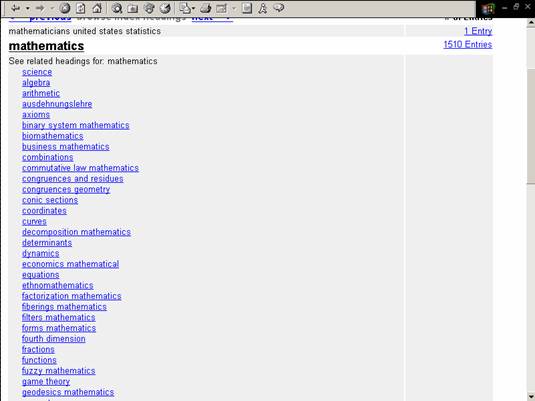 previous browse index headings next # of Entries
mathematicians united states statistics 1 Entry
mathematics 1510 Entries
See related headings for: mathematics
science
algebra
arithmetic
ausdehnungslehre
axioms
binary system mathematics
biomathematics
business mathematics
combinations
commutative law mathematics
congruences and residues
congruences geometry
conic sections
coordinates
curves
decomposition mathematics
determinants
dynamics
economics mathematical
equations
ethnomathematics
factorization mathematics
fiberings mathematics
filters mathematics
forms mathematics
fourth dimension
fractions
functions
fuzzy mathematics
game theory
geodesics mathematics